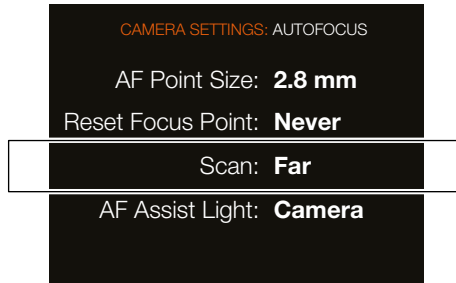 CAMERA SETTINGS: AUTOFOCUS
AF Point Size: 2.8 mm
Reset Focus Point: Never
Scan: Far
AF Assist Light: Camera